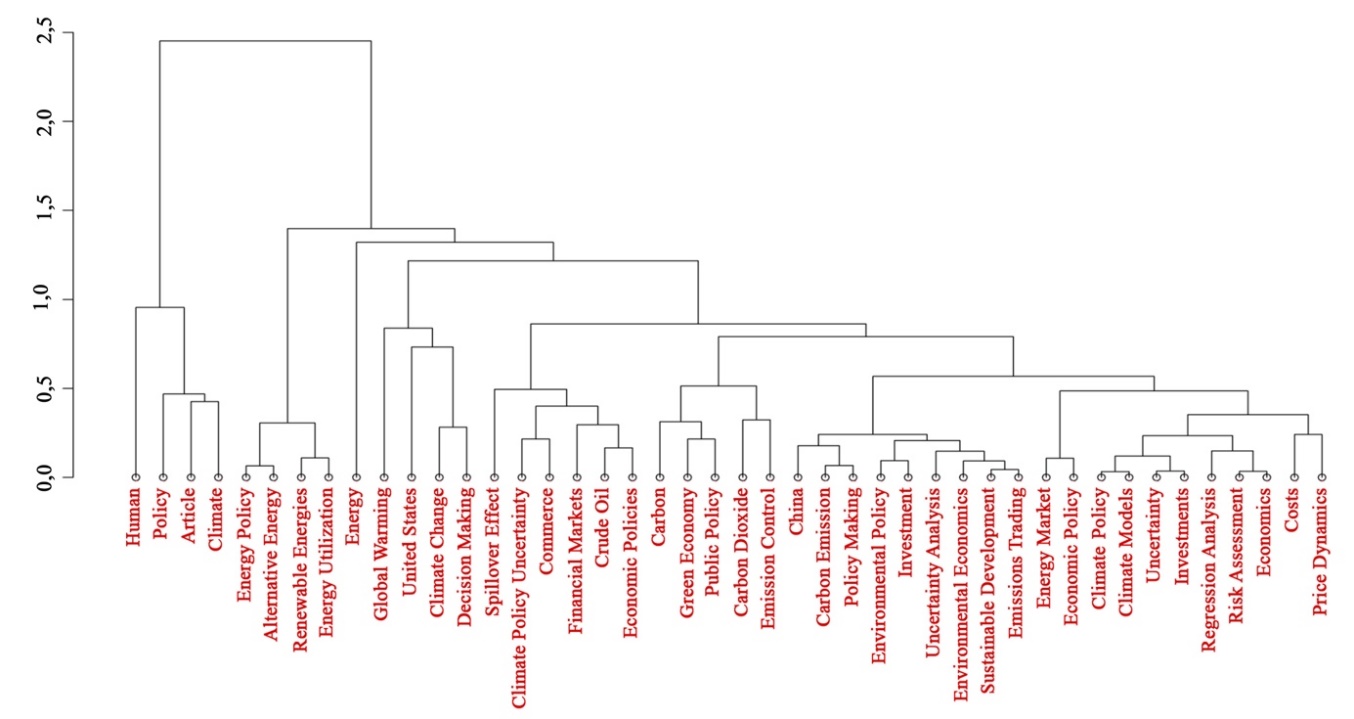 2,5
2,0
1,5
1,0
0,5
0,0
Human
Policy
Article
Climate
Energy Policy
Alternative Energy
Renewable Energies
Energy Utilization
Energy
Global Warming
United States
Climate Change
Decision Making
Spillover Effect
Climate Policy Uncertainty
Commerce
Financial Markets
Crude Oil
Economic Policies
Carbon
Green Economy
Public Policy
Carbon Dioxide
Emission Control
China
Carbon Emission
Policy Making
Environmental Policy
Investment
Uncertainty Analysis
Environmental Economics
Sustainable Development
Emissions Trading
Energy Market
Economic Policy
Climate Policy
Climate Models
Uncertainty
Investments
Regression Analysis
Risk Assessment
Economics
Costs
Price Dynamics